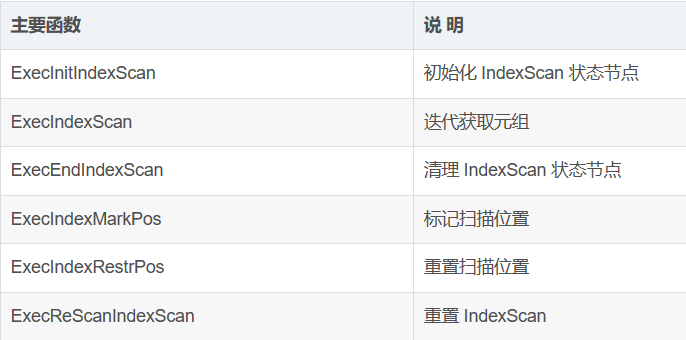 主要函数 说 明
ExecInitIndexScan 初始化 IndexScan 状态节点
ExecIndexScan 迭代获取元组
ExecEndIndexScan 清理 IndexScan 状态节点
ExecIndexMarkPos 标记扫描位置
ExecIndexRestrPos 重置扫描位置
ExecReScanIndexScan 重置 IndexScan